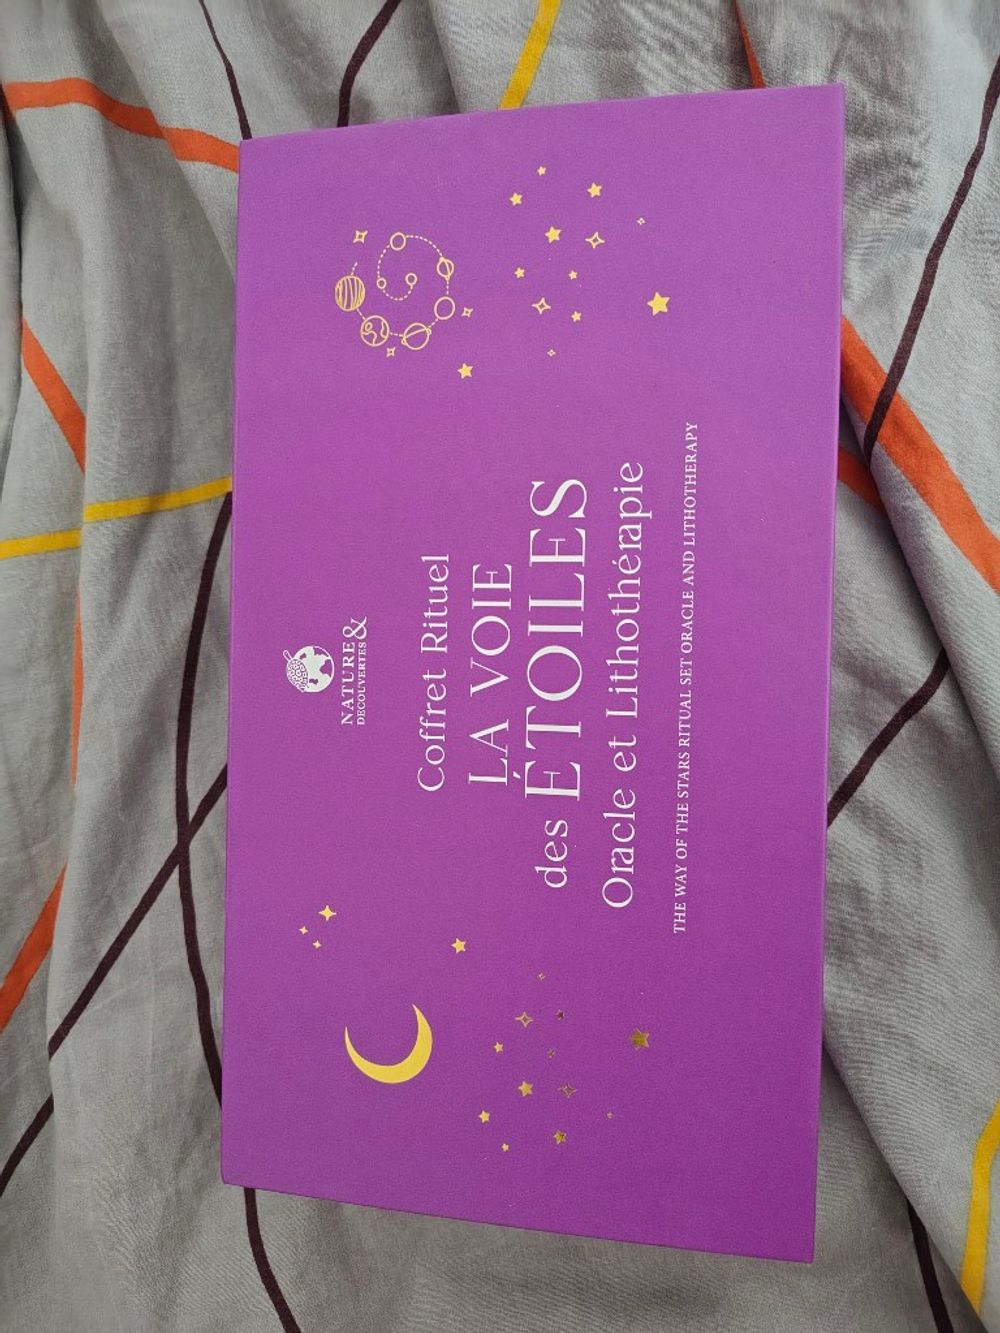 NATURE &
DECOUVERTES
Coffret Rituel
LA VOIE
des ÉTOILES
Oracle et Lithothérapie
THE WAY OF THE STARS RITUAL SET ORACLE AND LITHOTHERAPY